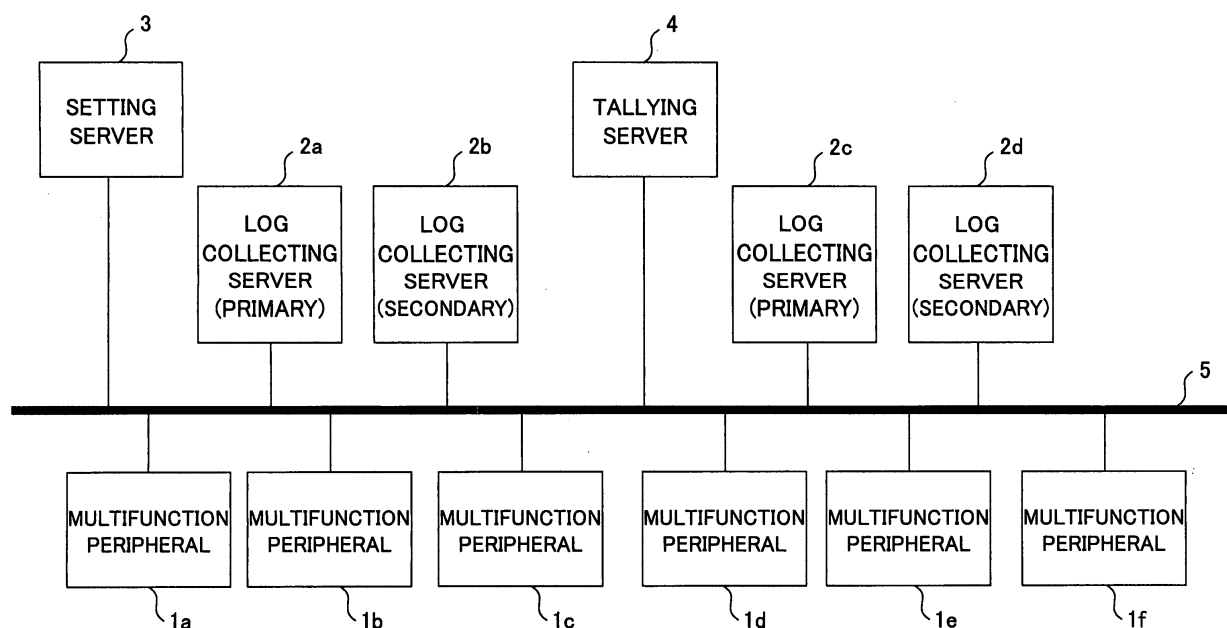 3
4
SETTING
SERVER
TALLYING
SERVER
2a
2b
2c
2d
LOG
COLLECTING
SERVER
(PRIMARY)
LOG
COLLECTING
SERVER
(SECONDARY)
LOG
COLLECTING
SERVER
(PRIMARY)
LOG
COLLECTING
SERVER
(SECONDARY)
5
MULTIFUNCTION
PERIPHERAL
MULTIFUNCTION
PERIPHERAL
MULTIFUNCTION
PERIPHERAL
MULTIFUNCTION
PERIPHERAL
MULTIFUNCTION
PERIPHERAL
MULTIFUNCTION
PERIPHERAL
1a
1b
1c
1d
1e
1f